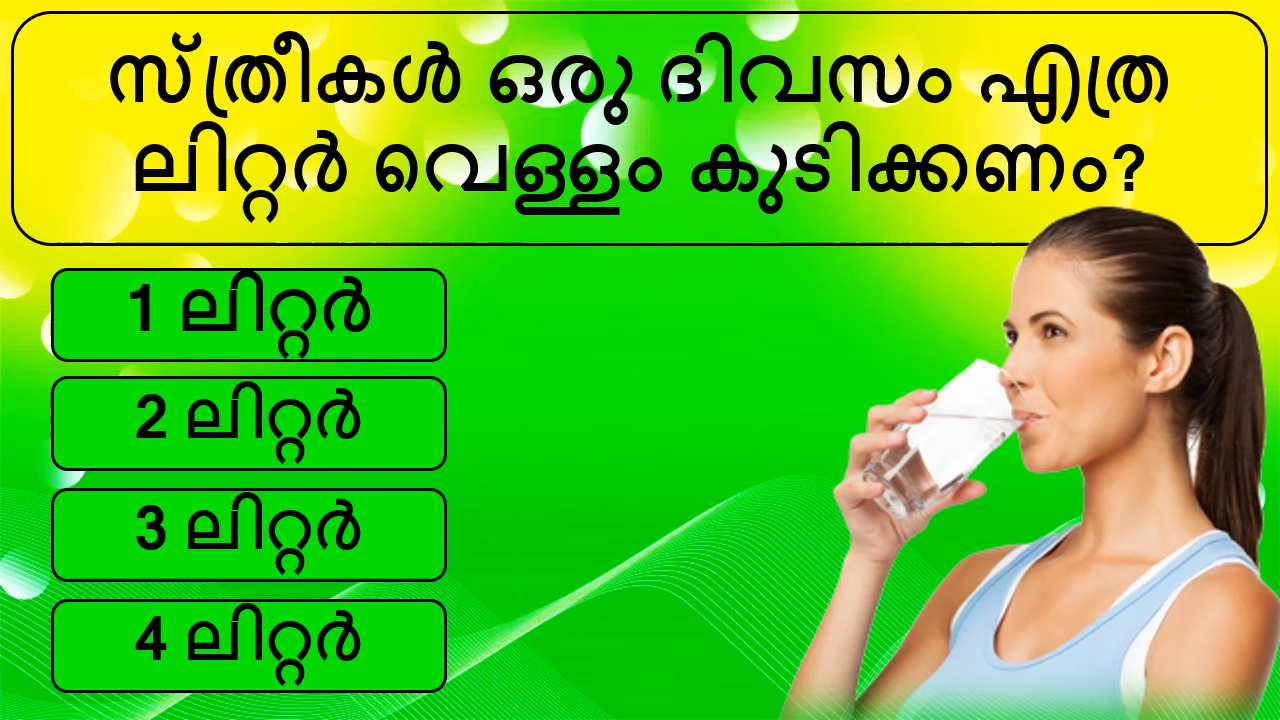 സ്ത്രീകൾ ഒരു ദിവസം എത്ര
ലിറ്റർ വെള്ളം കുടിക്കണം?
1 ലിറ്റർ
2 ലിറ്റർ
3 ലിറ്റർ
4 ലിറ്റർ